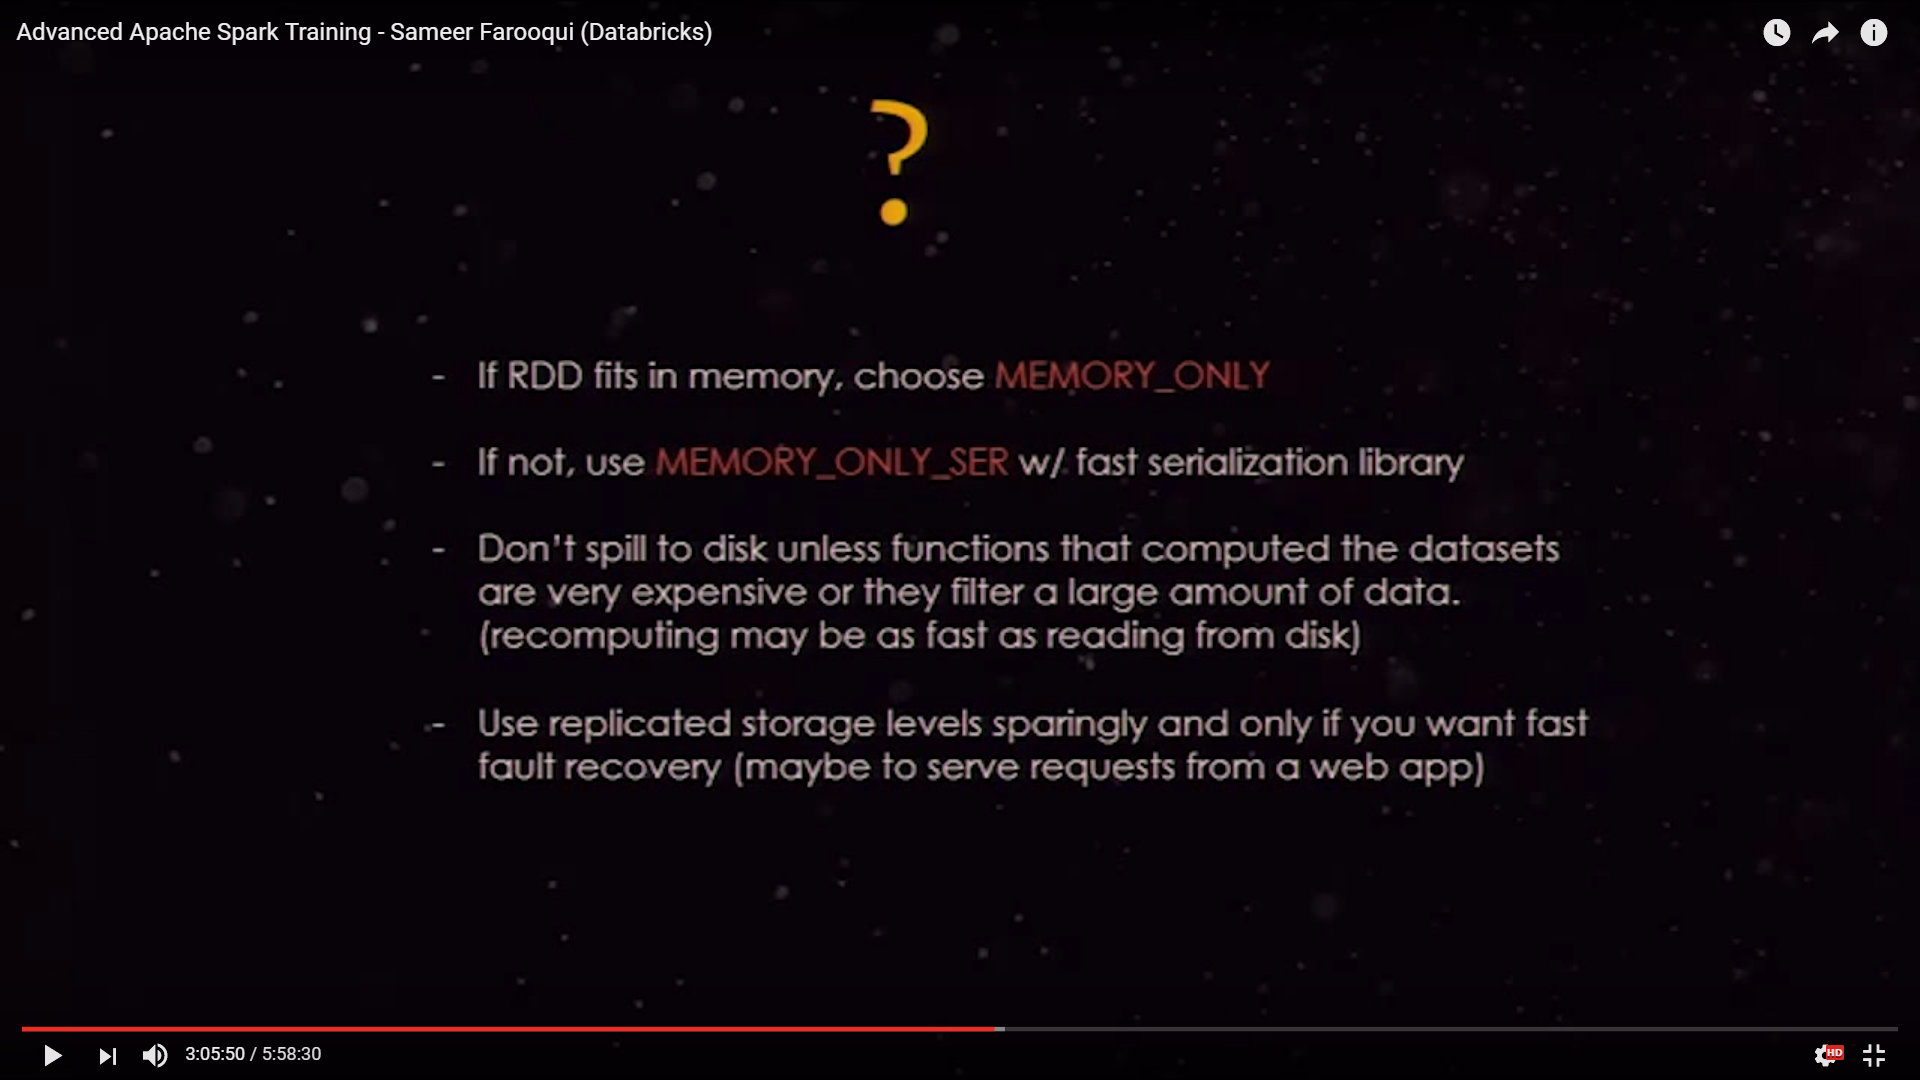 Advanced Apache Spark Training - Sameer Farooqui (Databricks)
?
- If RDD fits in memory, choose MEMORY_ONLY
- If not, use MEMORY_ONLY_SER w/ fast serialization library
- Don't spill to disk unless functions that computed the datasets
are very expensive or they filter a large amount of data.
(recomputing may be as fast as reading from disk)
- Use replicated storage levels sparingly and only if you want fast
fault recovery (maybe to serve requests from a web app)
3:05:50 / 5:58:30
HD